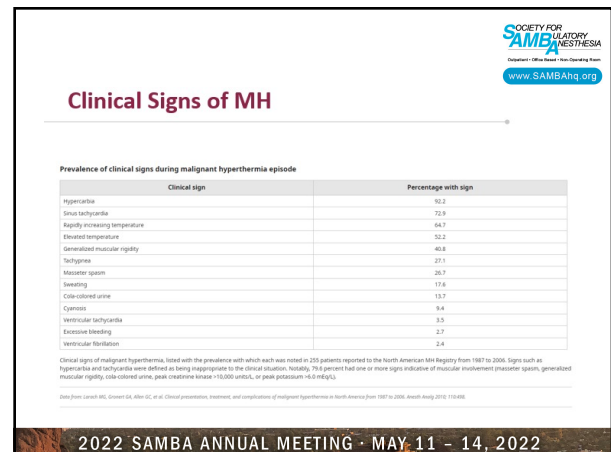 SOCIETY FOR
SAMBULATORY
ANESTHESIA
Outpatient • Office Based • Non-Operating Room
www.SAMBAhq.org
Clinical Signs of MH
Prevalence of clinical signs during malignant hyperthermia episode
Clinical sign Percentage with sign
Hypercarbia 92.2
Sinus tachycardia 72.9
Rapidly increasing temperature 64.7
Elevated temperature 52.2
Generalized muscular rigidity 40.8
Tachypnea 27.1
Masseter spasm 26.7
Sweating 17.6
Cola-colored urine 13.7
Cyanosis 9.4
Ventricular tachycardia 3.5
Excessive bleeding 2.7
Ventricular fibrillation 2.4
Clinical signs of malignant hyperthermia, listed with the prevalence with which each was noted in 255 patients reported to the North American MH Registry from 1987 to 2006. Signs such as
hypercarbia and tachycardia were defined as being inappropriate to the clinical situation. Notably, 79.6 percent had one or more signs indicative of muscular involvement (masseter spasm, generalized
muscular rigidity, cola-colored urine, peak creatinine kinase >10,000 units/L, or peak potassium >6.0 mEq/L).
Data from: Larach MG, Gronert GA, Allen GC, et al. Clinical presentation, treatment, and complications of malignant hyperthermia in North America from 1987 to 2006. Anesth Analg 2010; 110:498.
2022 SAMBA ANNUAL MEETING · MAY 11 – 14, 2022